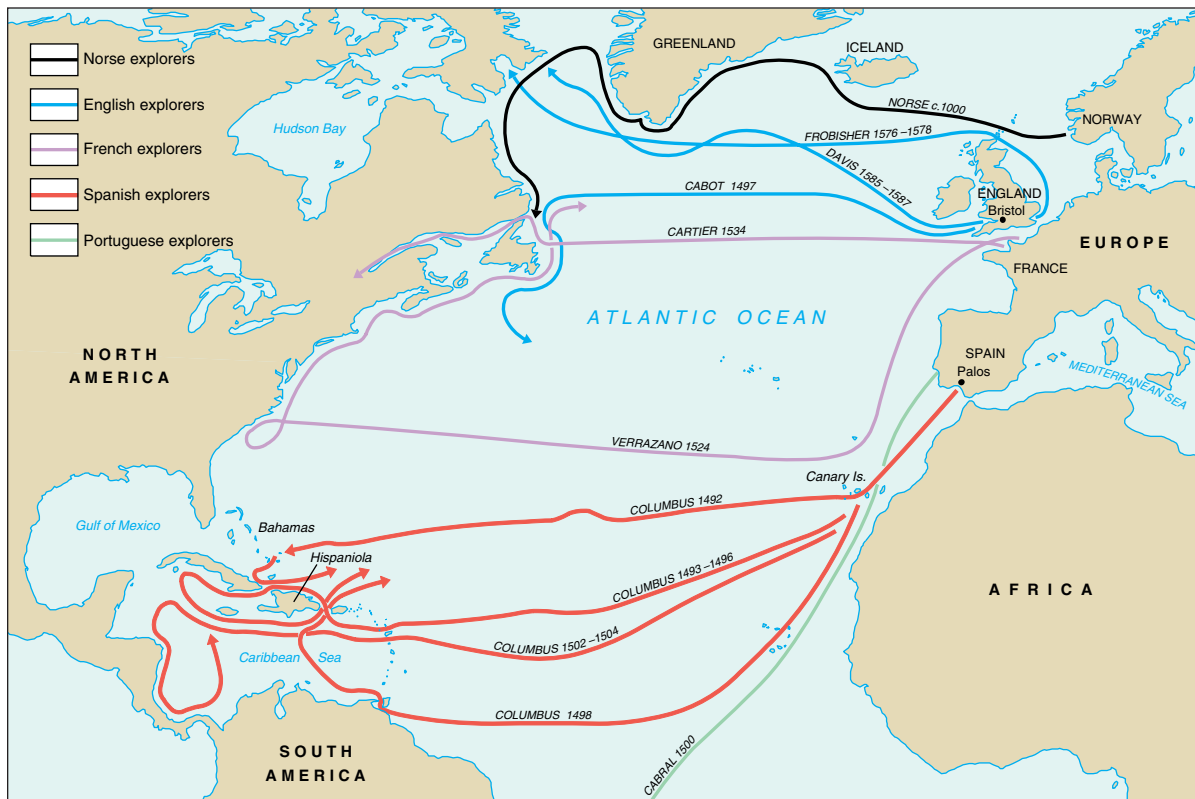 Norse explorers
English explorers
French explorers
Spanish explorers
Portuguese explorers
GREENLAND
ICELAND
NORWAY
Hudson Bay
NORSE c.1000
FROBISHER 1576–1578
DAVIS 1585–1587
CABOT 1497
ENGLAND
Bristol
CARTIER 1534
EUROPE
FRANCE
ATLANTIC OCEAN
NORTH
AMERICA
SPAIN
Palos
MEDITERRANEAN SEA
VERRAZANO 1524
Canary Is.
COLUMBUS 1492
Gulf of Mexico
Bahamas
Hispaniola
COLUMBUS 1493–1496
AFRICA
COLUMBUS 1502–1504
Caribbean Sea
COLUMBUS 1498
SOUTH
AMERICA
CABRAL 1500